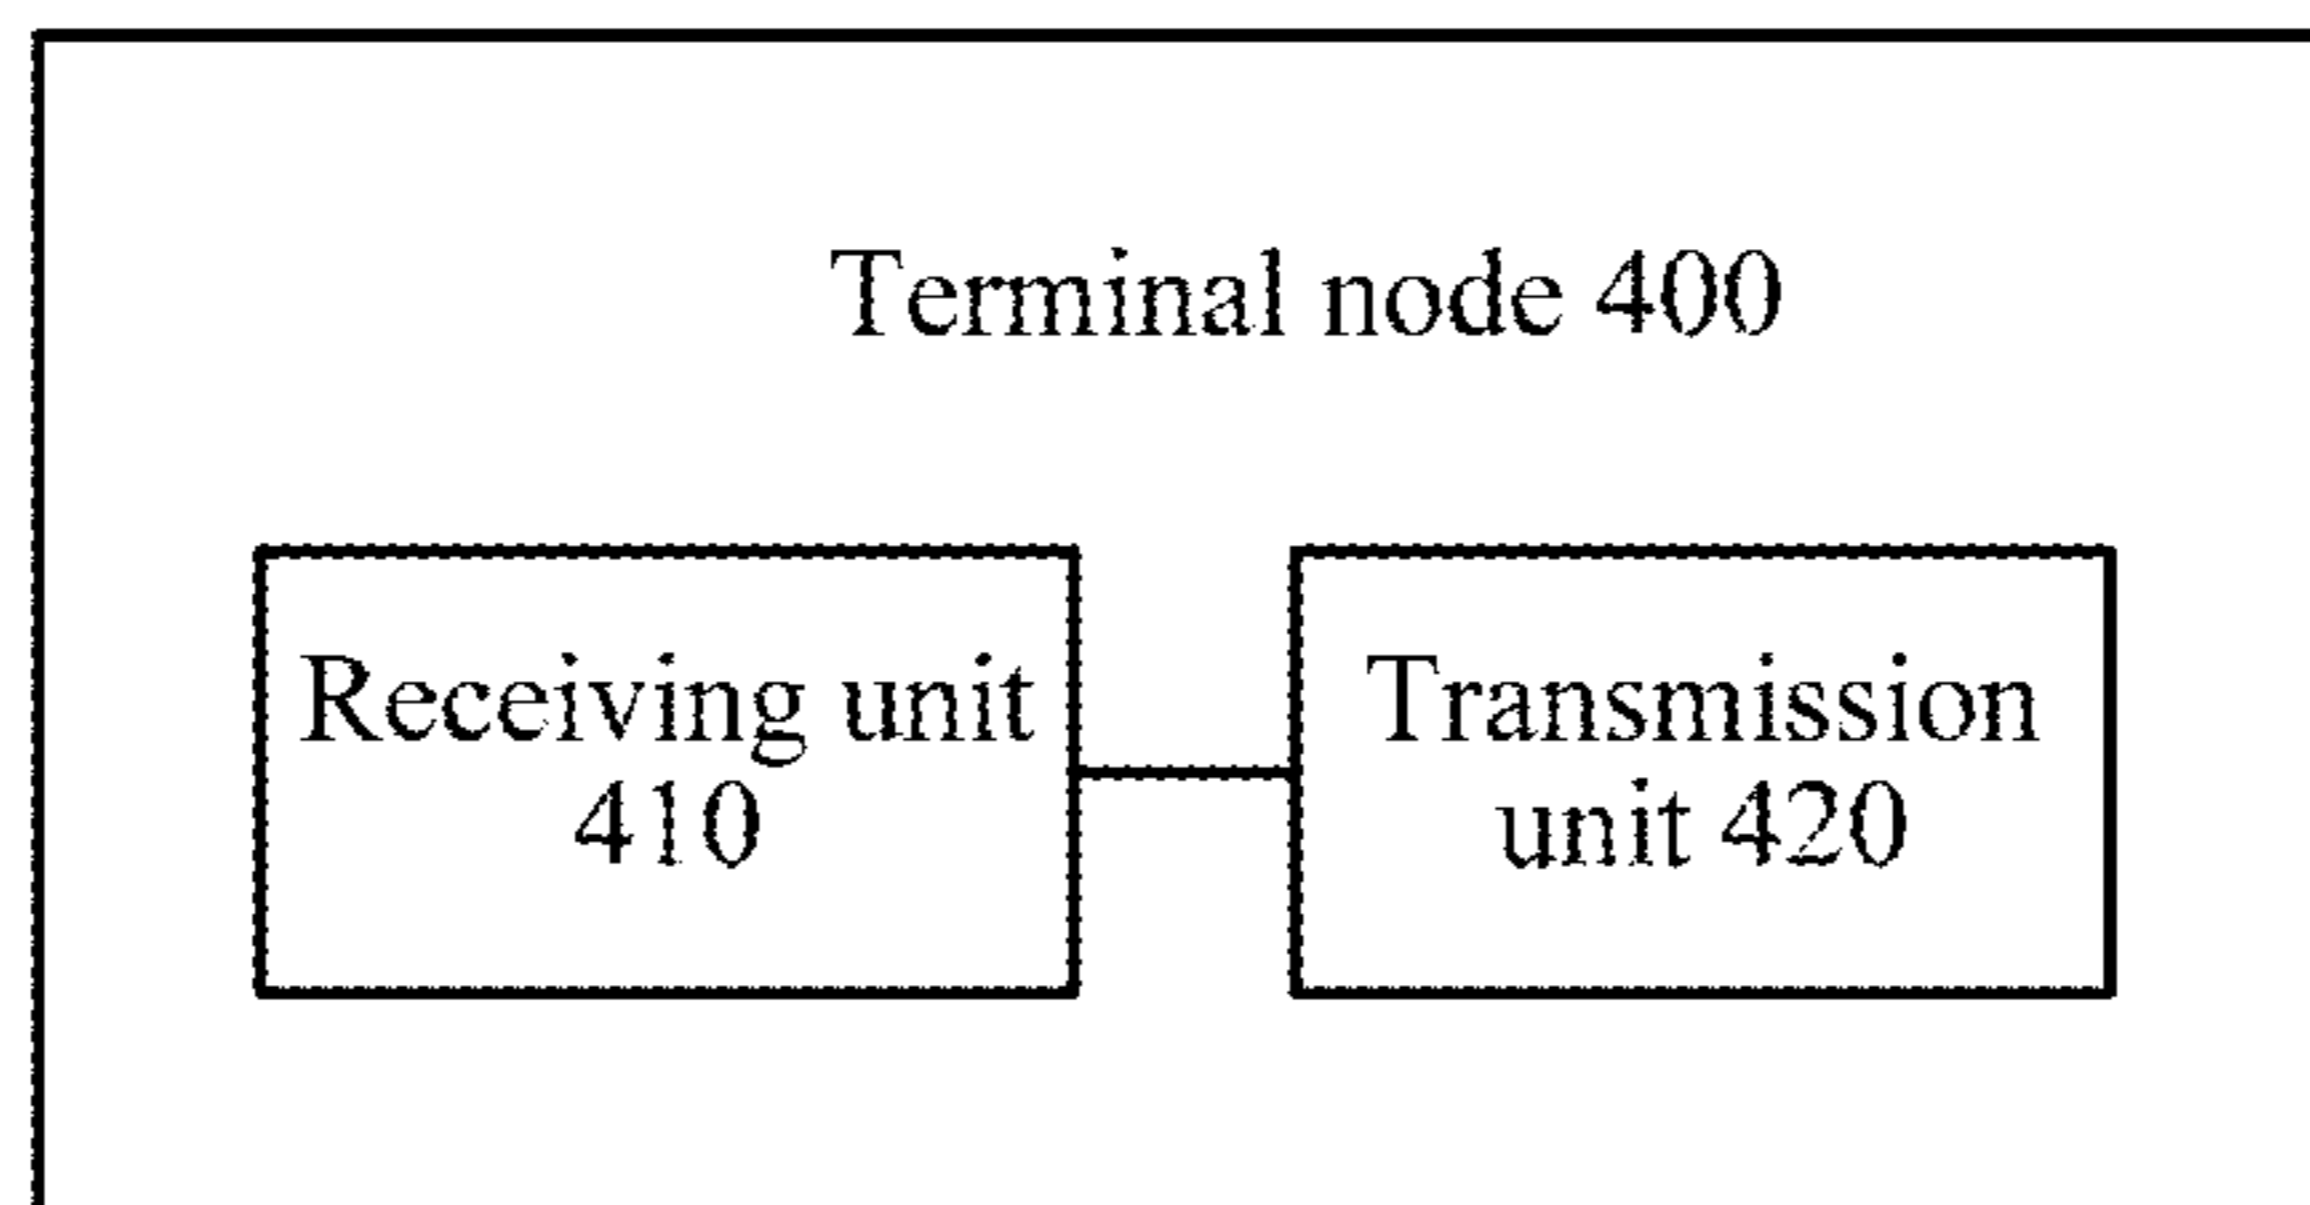 Terminal node 400
Receiving unit
410
Transmission
unit 420